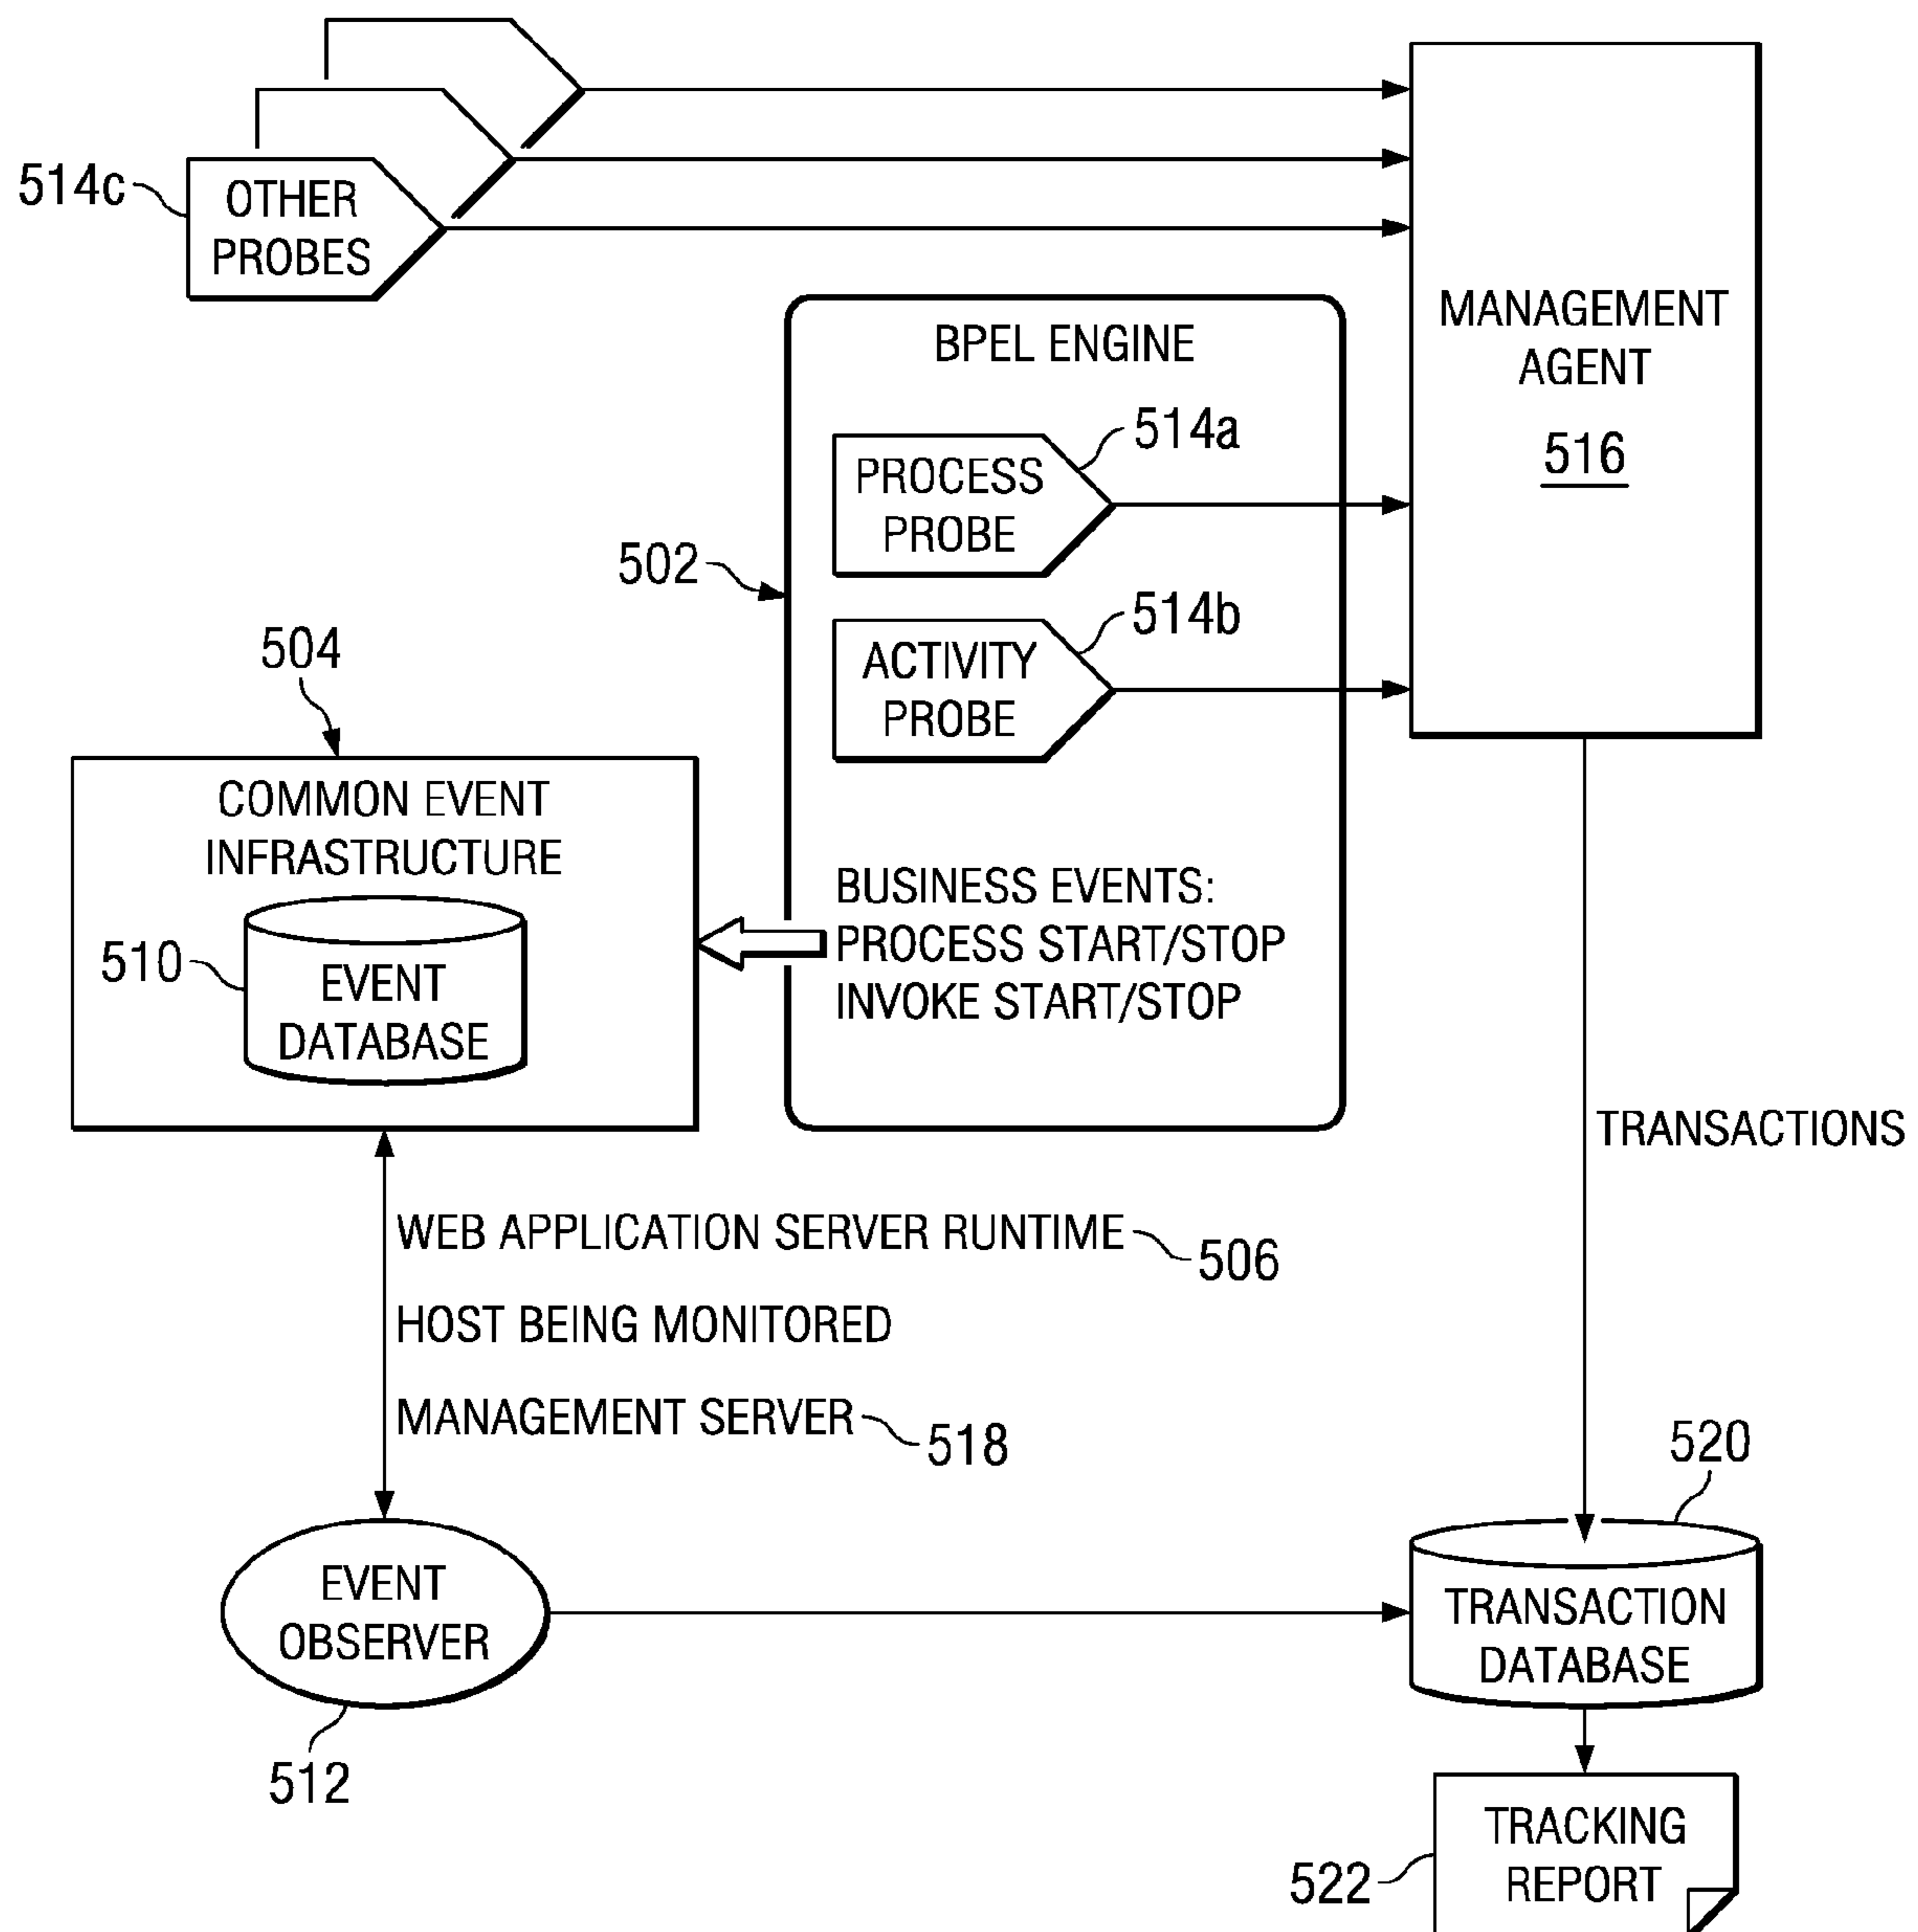 514c
OTHER
PROBES
MANAGEMENT
AGENT
516
BPEL ENGINE
514a
PROCESS
PROBE
502
514b
ACTIVITY
PROBE
504
COMMON EVENT
INFRASTRUCTURE
510
EVENT
DATABASE
BUSINESS EVENTS:
PROCESS START/STOP
INVOKE START/STOP
TRANSACTIONS
WEB APPLICATION SERVER RUNTIME
506
HOST BEING MONITORED
MANAGEMENT SERVER
518
520
EVENT
OBSERVER
512
TRANSACTION
DATABASE
522
TRACKING
REPORT